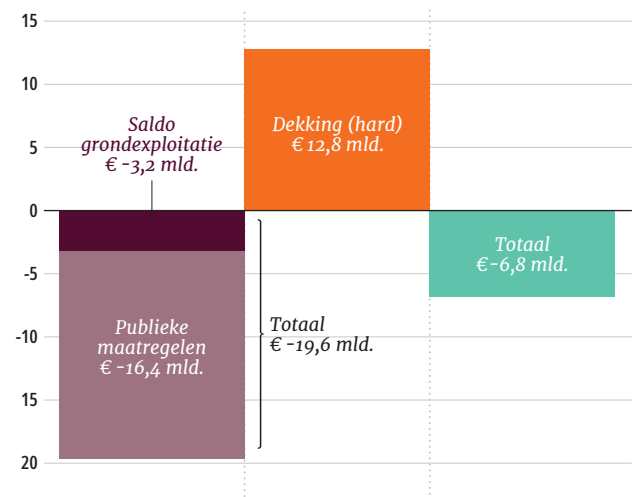 15
10
5
0
-5
-10
15
20
Saldo
grondexploitatie
€ -3,2 mld.
Publieke
maatregelen
€ -16,4 mld.
Dekking (hard)
€ 12,8 mld.
Totaal
€ -19,6 mld.
Totaal
€ -6,8 mld.